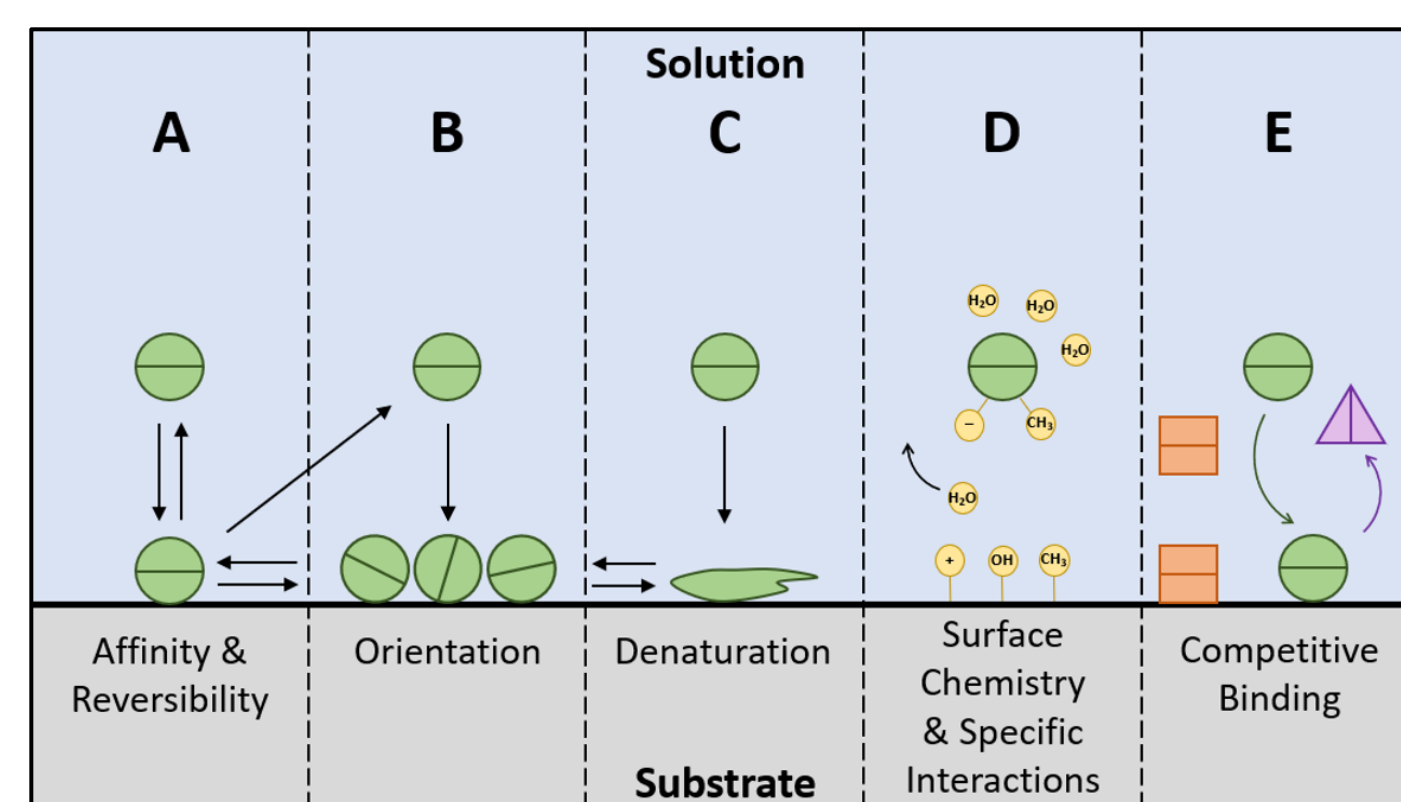 Solution
A
B
C
D
E
H₂O
H₂O
H₂O
−
CH₃
H₂O
+
OH
CH₃
Affinity &
Reversibility
Orientation
Denaturation
Surface
Chemistry
& Specific
Interactions
Competitive
Binding
Substrate